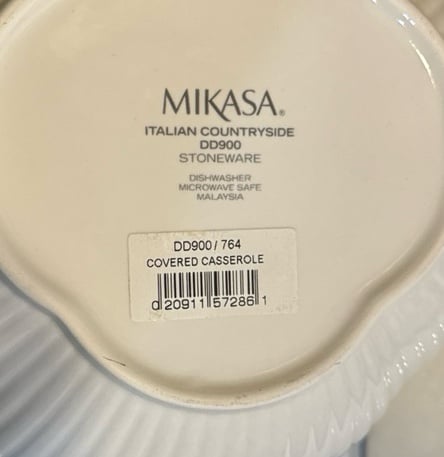 MIKASA®
ITALIAN COUNTRYSIDE
DD900
STONEWARE
DISHWASHER
MICROWAVE SAFE
MALAYSIA
DD900 / 764
COVERED CASSEROLE
0 20911 57286 1